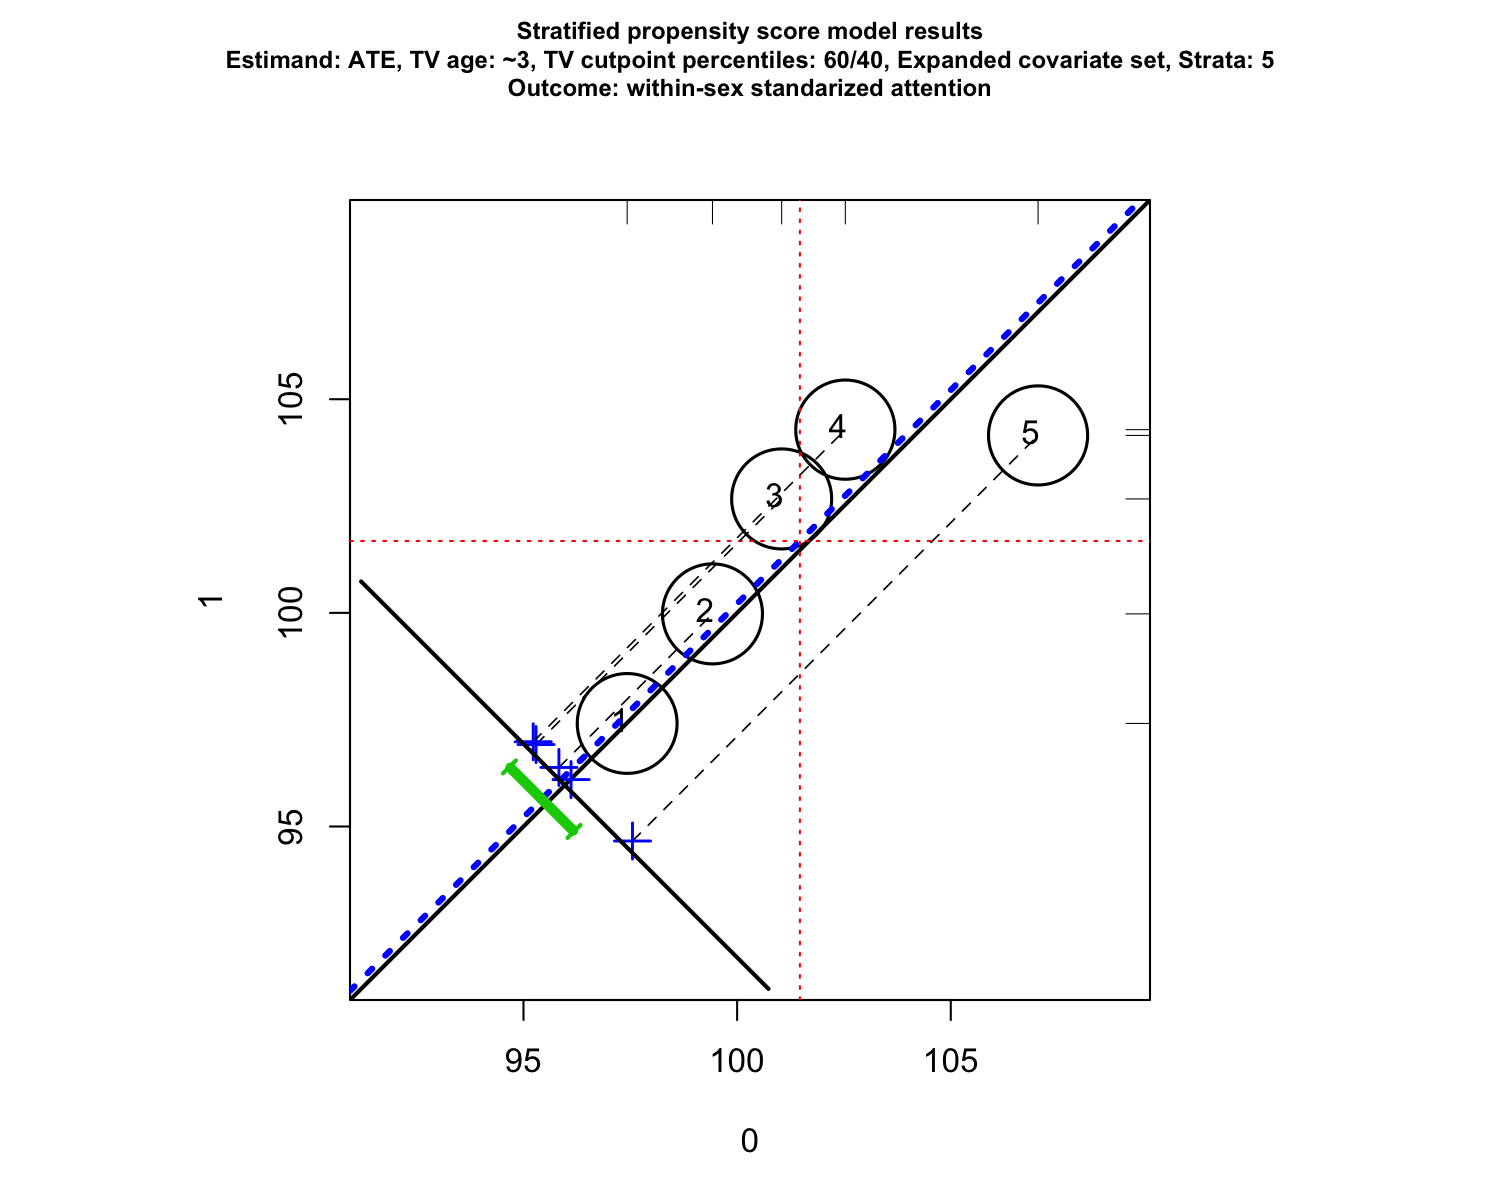 Stratified propensity score model results
Estimand: ATE, TV age: ~3, TV cutpoint percentiles: 60/40, Expanded covariate set, Strata: 5
Outcome: within-sex standarized attention
105
4
5
3
100
2
1
1
95
95 100 105
0